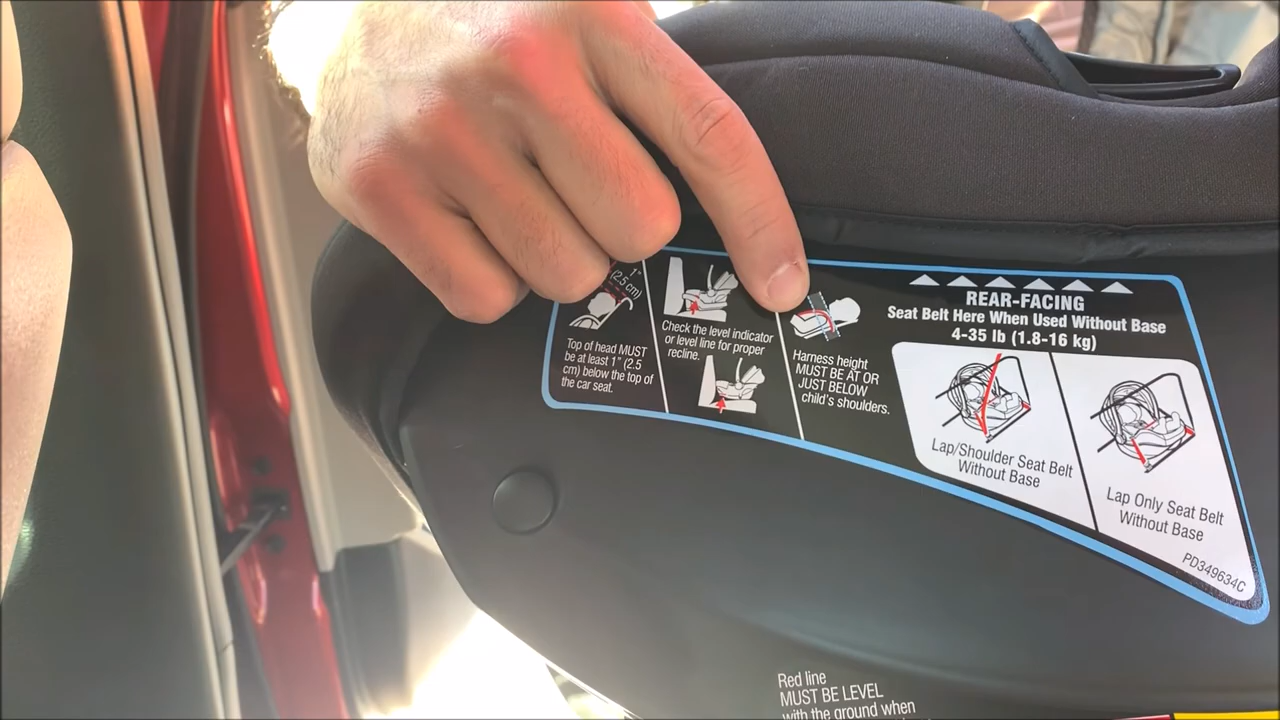 1"
(2.5 cm)
Top of head MUST
be at least 1" (2.5
cm) below the top of
the car seat.
Check the level indicator
or level line for proper
recline.
Harness height
MUST BE AT OR
JUST BELOW
child's shoulders.
REAR-FACING
Seat Belt Here When Used Without Base
4-35 lb (1.8-16 kg)
Lap/Shoulder Seat Belt
Without Base
Lap Only Seat Belt
Without Base
PD349634C
Red line
MUST BE LEVEL
with the ground when